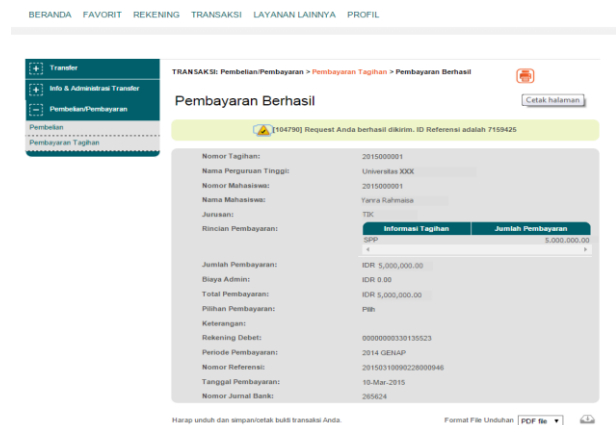 BERANDA FAVORIT REKENING TRANSAKSI LAYANAN LAINNYA PROFIL
Transfer
Info & Administrasi Transfer
Pembelian/Pembayaran
Pembelian
Pembayaran Tagihan
TRANSAKSI: Pembelian/Pembayaran > Pembayaran Tagihan > Pembayaran Berhasil
Pembayaran Berhasil
Cetak halaman
[104790] Request Anda berhasil dikirim. ID Referensi adalah 7159425
Nomor Tagihan: 2015000001
Nama Perguruan Tinggi: Universitas XXX
Nomor Mahasiswa: 2015000001
Nama Mahasiswa: Yanra Rahmaisa
Jurusan: TIK
Rincian Pembayaran: Informasi Tagihan Jumlah Pembayaran
SPP 5.000.000.00
Jumlah Pembayaran: IDR 5,000,000.00
Biaya Admin: IDR 0.00
Total Pembayaran: IDR 5,000,000.00
Pilihan Pembayaran: Pilih
Keterangan:
Rekening Debet: 00000000330135523
Periode Pembayaran: 2014 GENAP
Nomor Referensi: 20150310090228000946
Tanggal Pembayaran: 10-Mar-2015
Nomor Jurnal Bank: 265624
Harap unduh dan simpan/cetak bukti transaksi Anda. Format File Unduhan PDF file